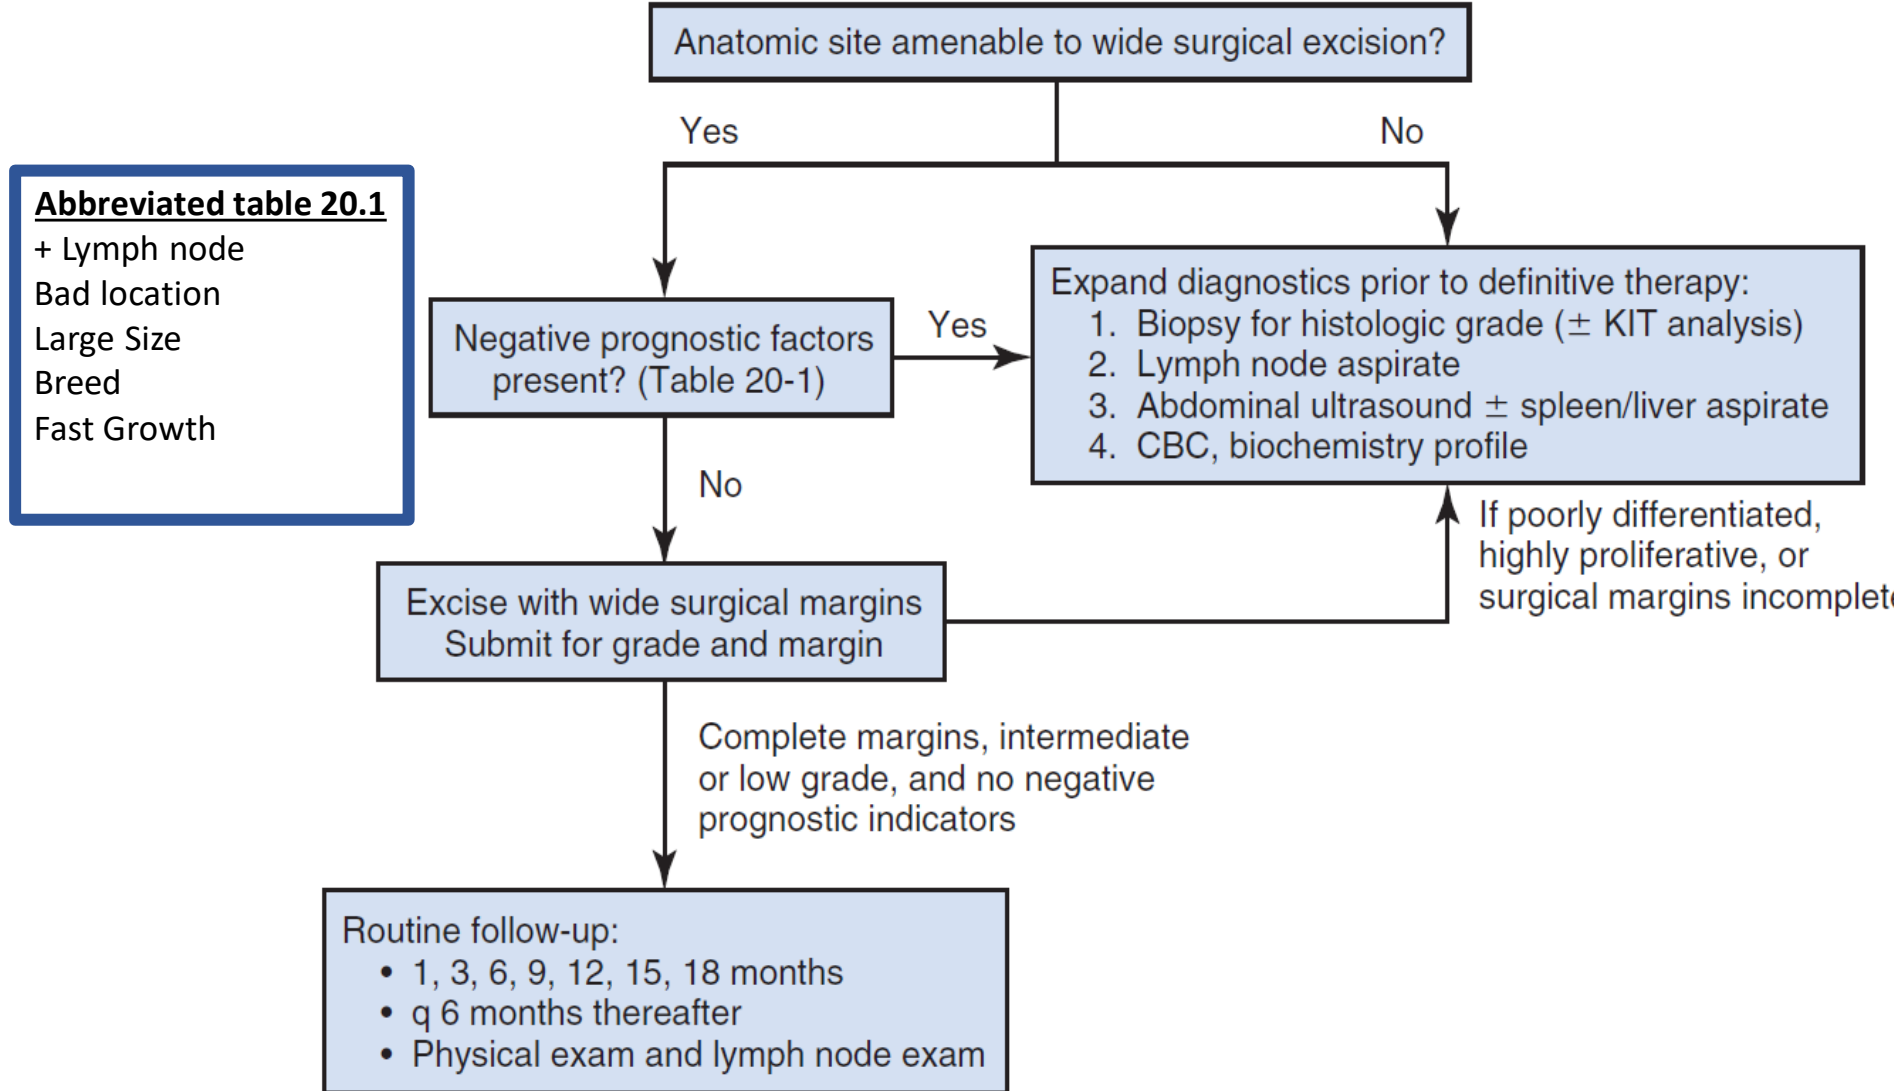 Anatomic site amenable to wide surgical excision?
Yes
No
Abbreviated table 20.1
+ Lymph node
Bad location
Large Size
Breed
Fast Growth
Negative prognostic factors
present? (Table 20-1)
Yes
Expand diagnostics prior to definitive therapy:
1. Biopsy for histologic grade (± KIT analysis)
2. Lymph node aspirate
3. Abdominal ultrasound ± spleen/liver aspirate
4. CBC, biochemistry profile
No
If poorly differentiated,
highly proliferative, or
surgical margins incomplete
Excise with wide surgical margins
Submit for grade and margin
Complete margins, intermediate
or low grade, and no negative
prognostic indicators
Routine follow-up:
• 1, 3, 6, 9, 12, 15, 18 months
• q 6 months thereafter
• Physical exam and lymph node exam